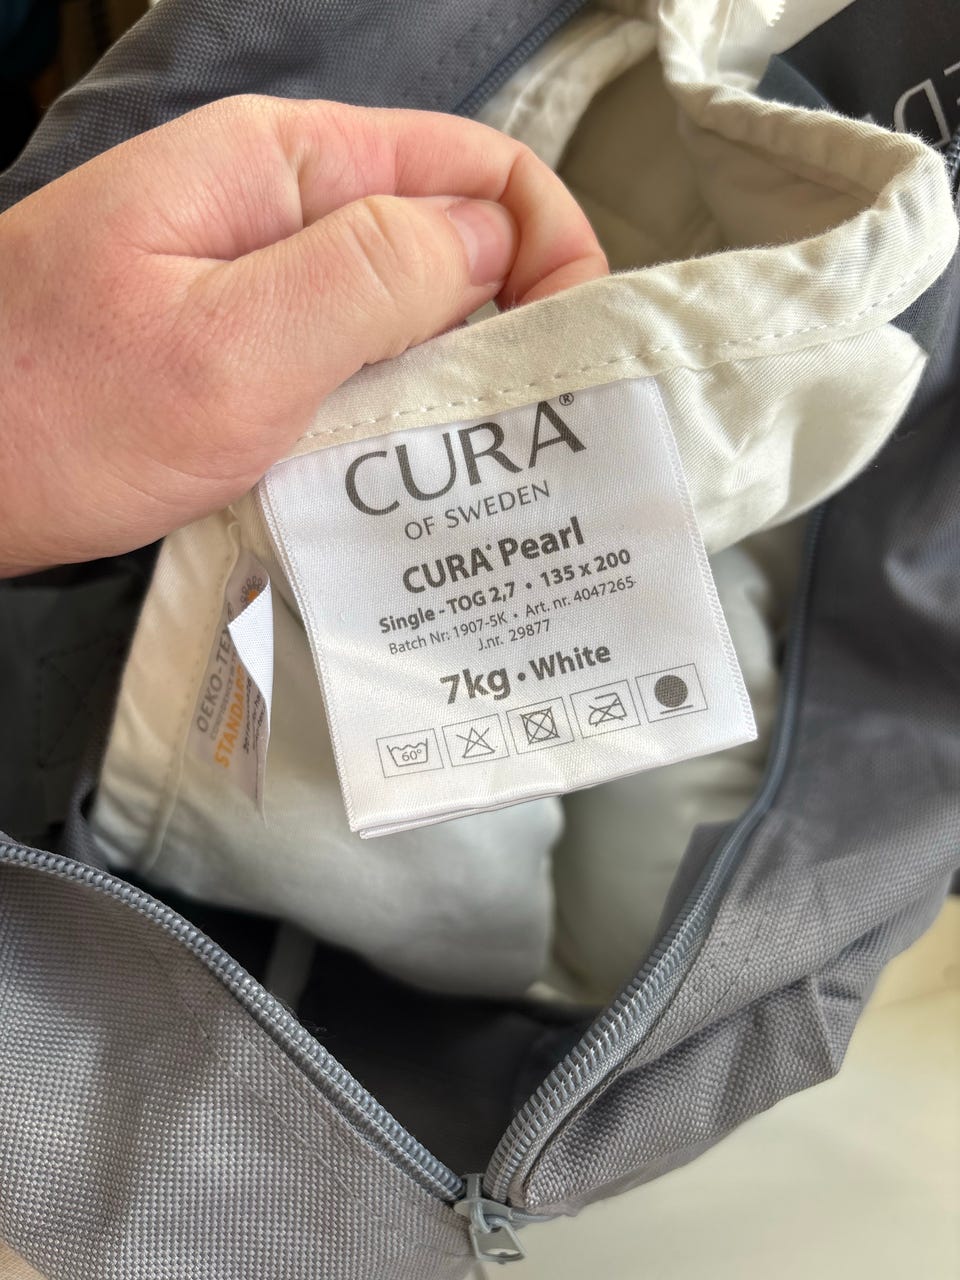 CURA®
OF SWEDEN
CURA® Pearl
Single - TOG 2,7 • 135 x 200
Batch Nr: 1907-5K • Art. nr. 4047265
J.nr. 29877
7kg • White
60°
OEKO-TEX
STANDAR